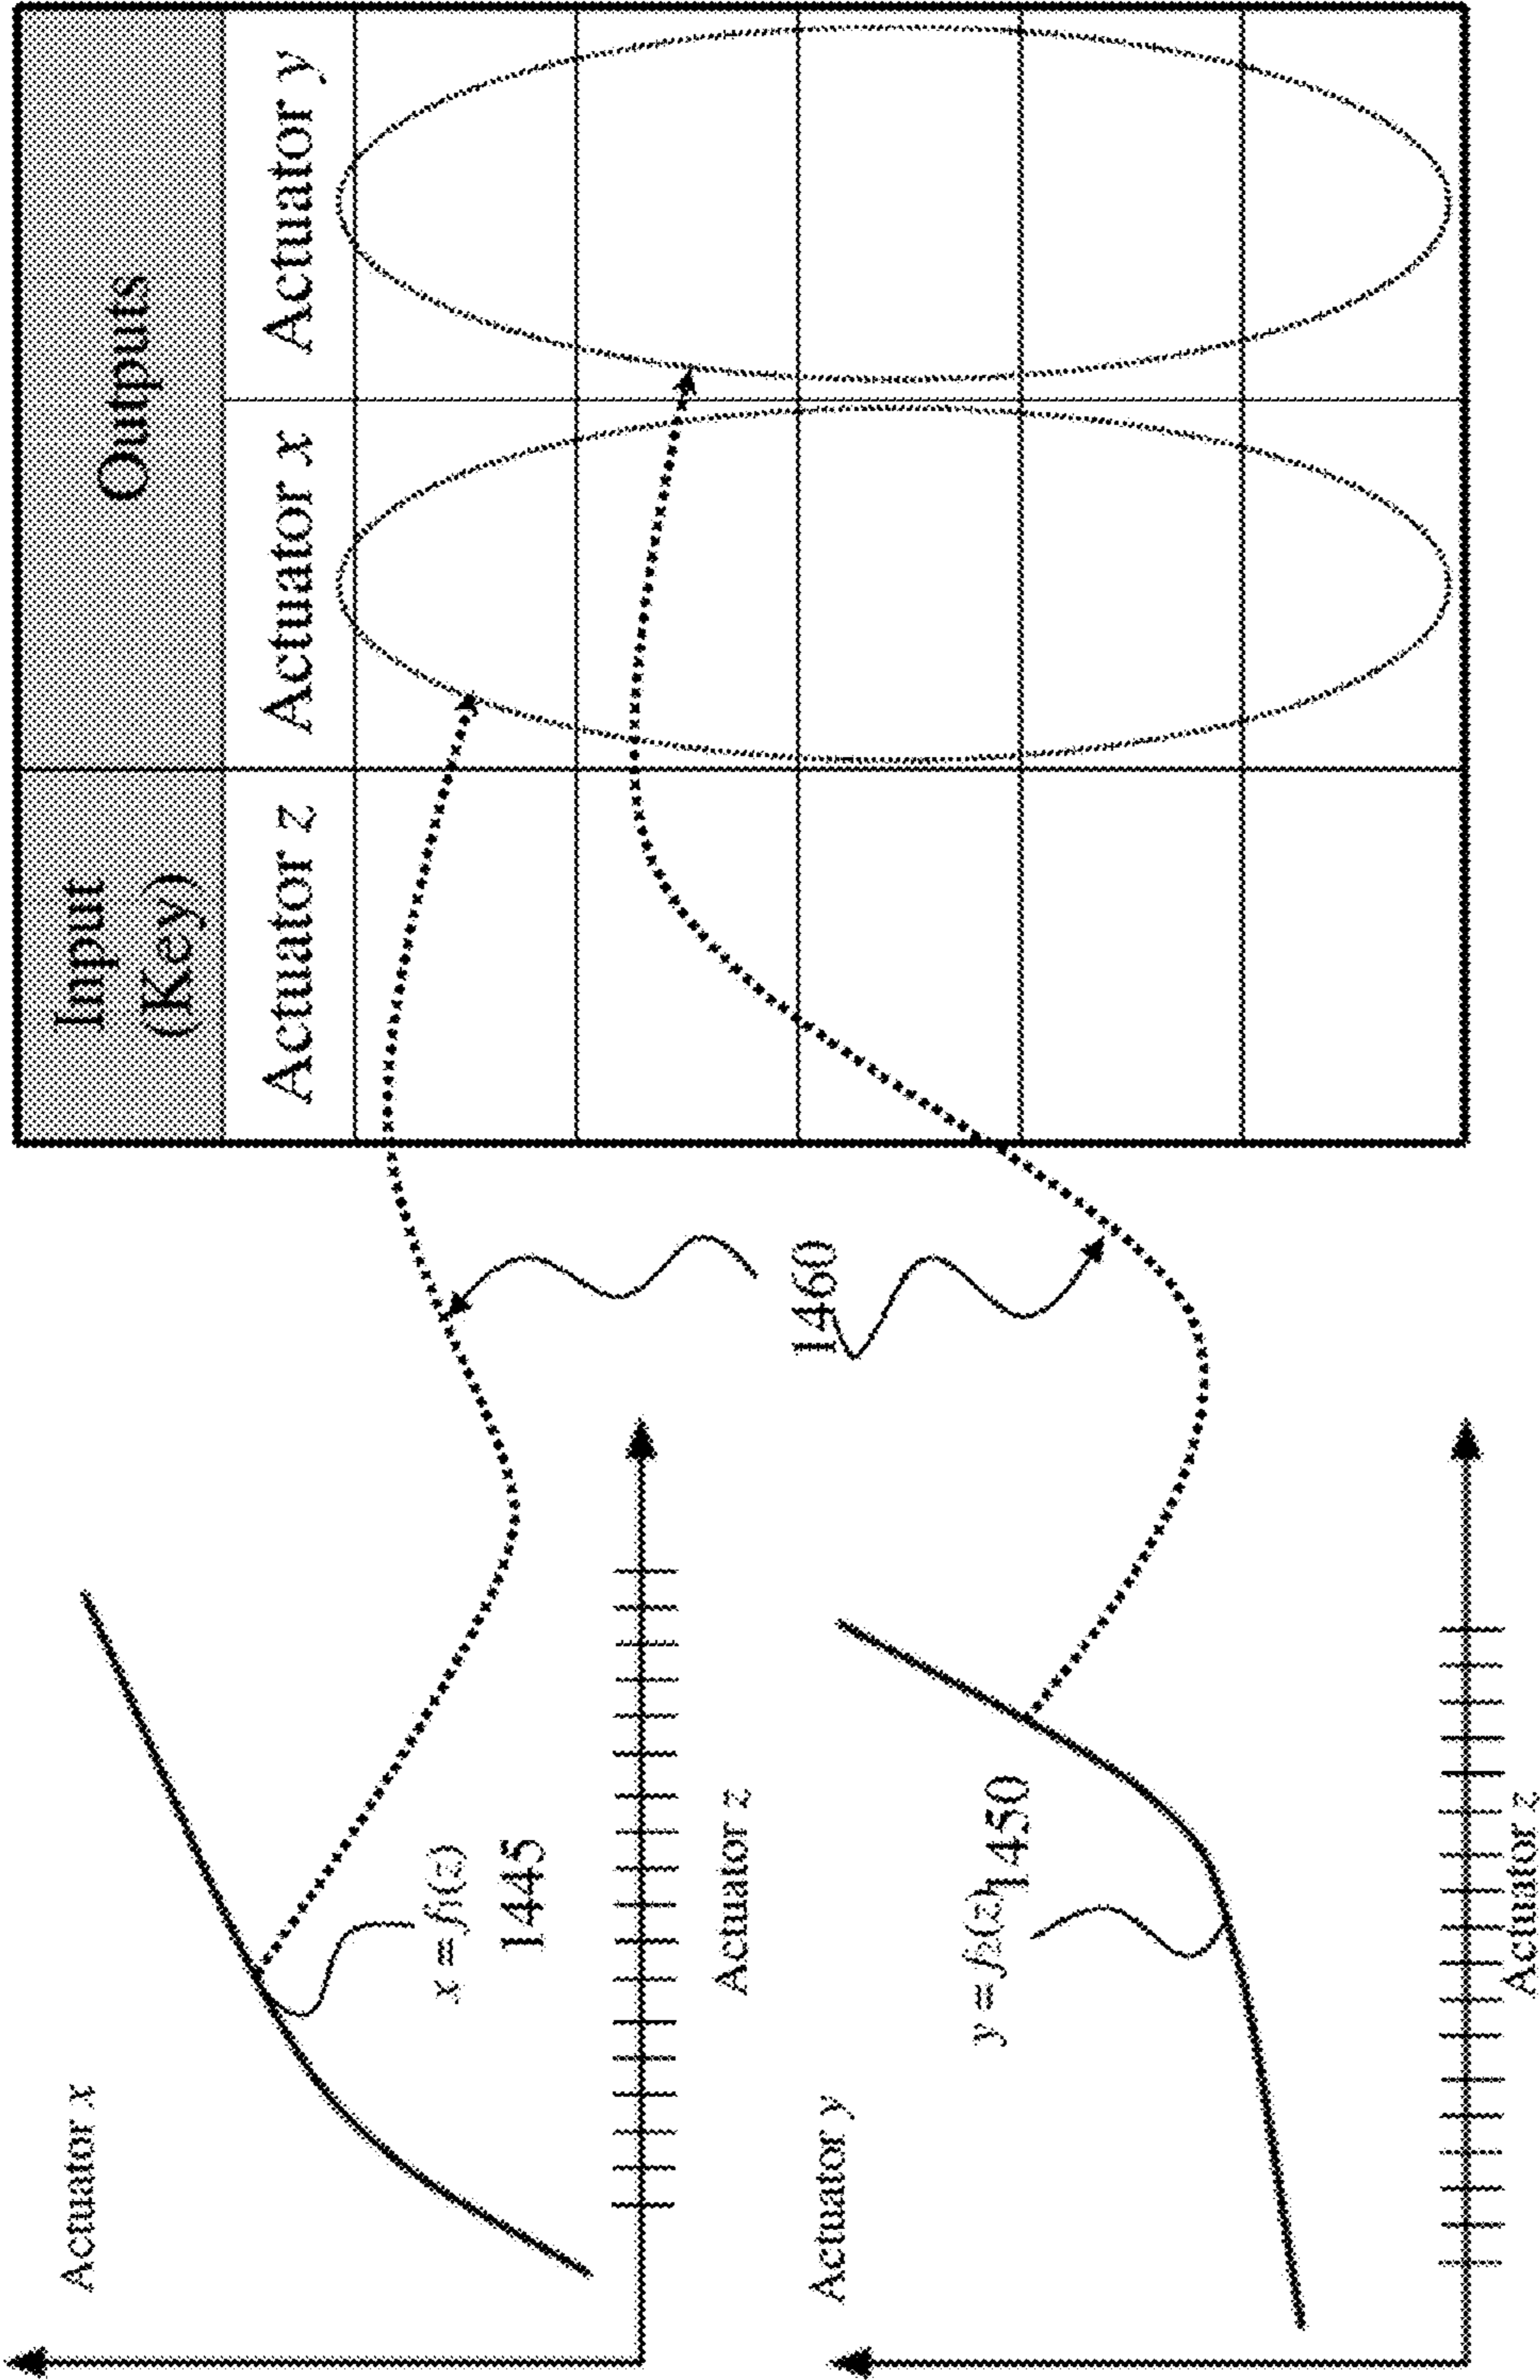 Actuator x
x = f1(z)
1445
Actuator z
Actuator y
y = f2(z)
1450
Actuator z
1460
Input
(Key)
Outputs
Actuator z
Actuator x
Actuator y